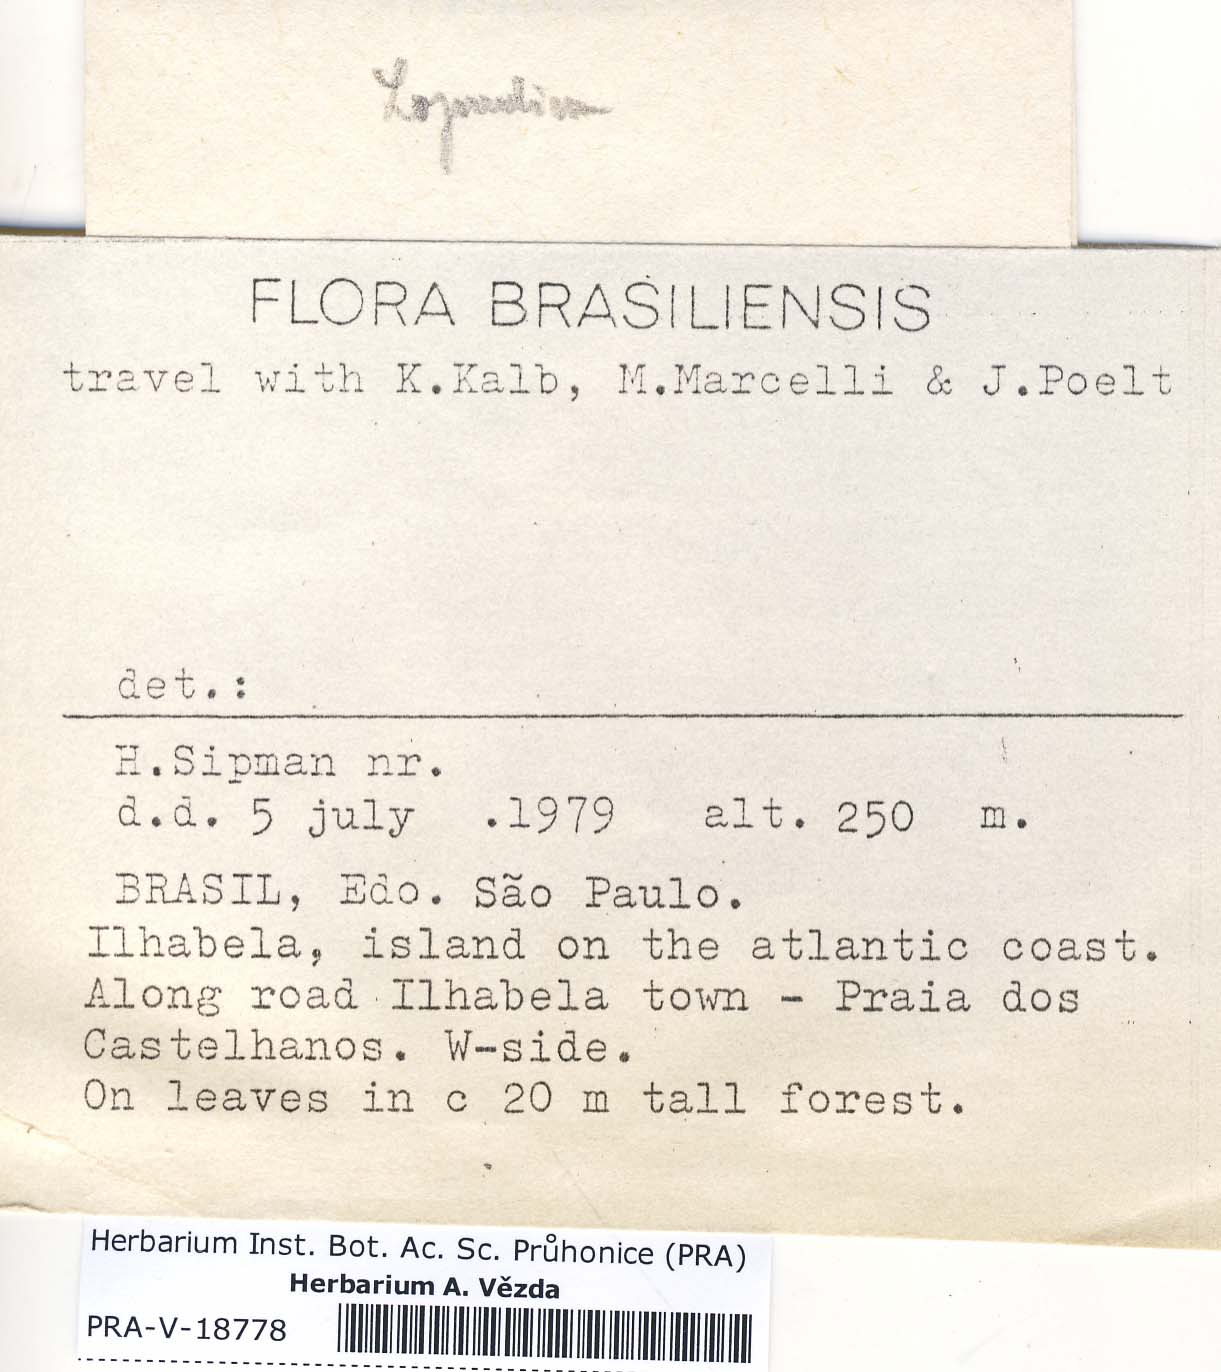 Lopadium
FLORA BRASILIENSIS
travel with K.Kalb, M.Marcelli & J.Poelt
det.:
H.Sipman nr.
d.d. 5 july .1979 alt. 250 m.
BRASIL, Edo. São Paulo.
Ilhabela, island on the atlantic coast.
Along road Ilhabela town - Praia dos
Castelhanos. W-side.
On leaves in c 20 m tall forest.
Herbarium Inst. Bot. Ac. Sc. Průhonice (PRA)
Herbarium A. Vězda
PRA-V-18778